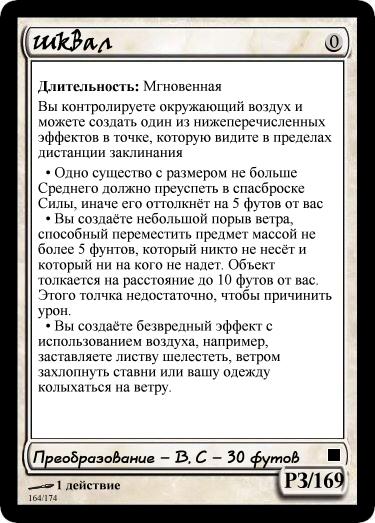 шквал
0
Длительность: Мгновенная
Вы контролируете окружающий воздух и
можете создать один из нижеперечисленных
эффектов в точке, которую видите в пределах
дистанции заклинания
• Одно существо с размером не больше
Среднего должно преуспеть в спасброске
Силы, иначе его оттолкнёт на 5 футов от вас
• Вы создаёте небольшой порыв ветра,
способный переместить предмет массой не
более 5 фунтов, который никто не несёт и
который ни на кого не надет. Объект
толкается на расстояние до 10 футов от вас.
Этого толчка недостаточно, чтобы причинить
урон.
• Вы создаёте безвредный эффект с
использованием воздуха, например,
заставляете листву шелестеть, ветром
захлопнуть ставни или вашу одежду
колыхаться на ветру.
Преобразование – В, С – 30 футов
РЗ/169
1 действие
164/174